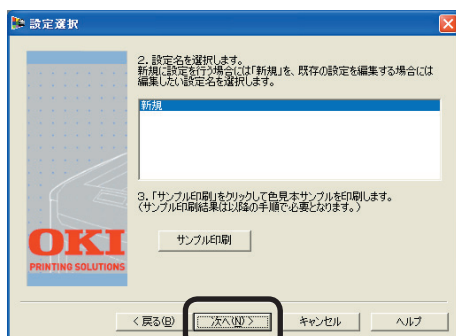 設定選択
2. 設定名を選択します。
新規に設定を行う場合には「新規」を、既存の設定を編集する場合には
編集したい設定名を選択します。
新規
3. 「サンプル印刷」をクリックして色見本サンプルを印刷します。
(サンプル印刷結果は以降の手順で必要となります。)
サンプル印刷
OKI
PRINTING SOLUTIONS
< 戻る(B)
次へ(N) >
キャンセル
ヘルプ